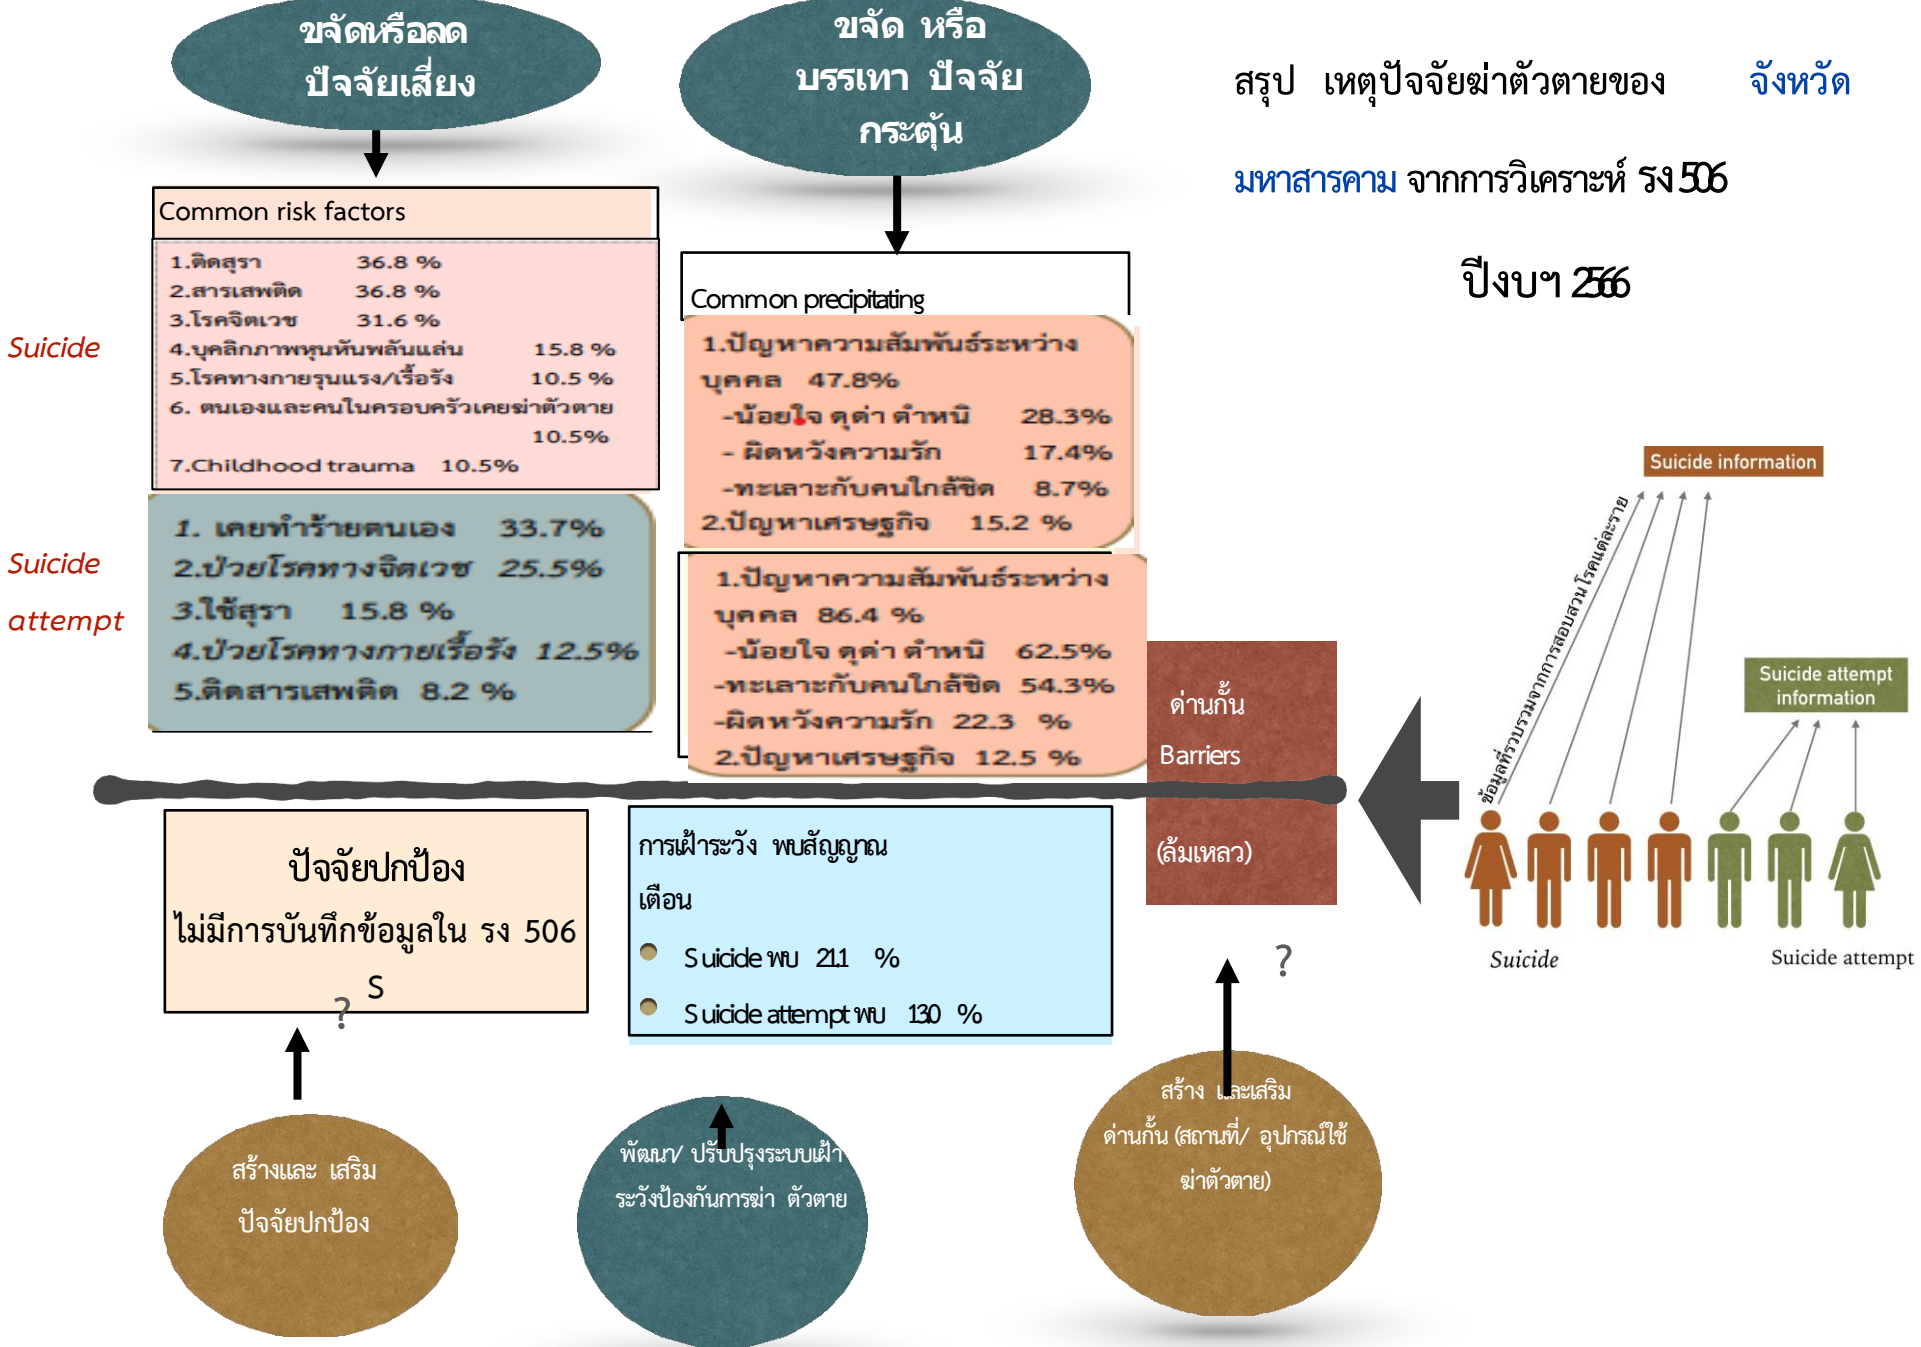 ขจัดหรือลด
ปัจจัยเสี่ยง
ขจัด หรือ
บรรเทา ปัจจัย
กระตุ้น
สรุป เหตุปัจจัยฆ่าตัวตายของ จังหวัด
มหาสารคาม จากการวิเคราะห์ รง 506
ปีงบฯ 2566
Suicide
Common risk factors
1.ติดสุรา 36.8 %
2.สารเสพติด 36.8 %
3.โรคจิตเวช 31.6 %
4.บุคลิกภาพหุนหันพลันแล่น 15.8 %
5.โรคทางกายรุนแรง/เรื้อรัง 10.5 %
6. ตนเองและคนในครอบครัวเคยฆ่าตัวตาย
10.5%
7.Childhood trauma 10.5%
Common precipitating
1.ปัญหาความสัมพันธ์ระหว่าง
บุคคล 47.8%
-น้อยใจ ดุด่า ตำหนิ 28.3%
- ผิดหวังความรัก 17.4%
-ทะเลาะกับคนใกล้ชิด 8.7%
2.ปัญหาเศรษฐกิจ 15.2 %
Suicide
attempt
1. เคยทำร้ายตนเอง 33.7%
2.ป่วยโรคทางจิตเวช 25.5%
3.ใช้สุรา 15.8 %
4.ป่วยโรคทางกายเรื้อรัง 12.5%
5.ติดสารเสพติด 8.2 %
1.ปัญหาความสัมพันธ์ระหว่าง
บุคคล 86.4 %
-น้อยใจ ดุด่า ตำหนิ 62.5%
-ทะเลาะกับคนใกล้ชิด 54.3%
-ผิดหวังความรัก 22.3 %
2.ปัญหาเศรษฐกิจ 12.5 %
ด่านกั้น
Barriers
(ล้มเหลว)
Suicide information
ข้อมูลที่รวบรวมจากการสอบสวนโรคแต่ละราย
Suicide attempt
information
Suicide
Suicide attempt
ปัจจัยปกป้อง
ไม่มีการบันทึกข้อมูลใน รง 506
S
?
การเฝ้าระวัง พบสัญญาณ
เตือน
Suicide พบ 21.1 %
Suicide attempt พบ 13.0 %
?
สร้างและ เสริม
ปัจจัยปกป้อง
พัฒนา/ ปรับปรุงระบบเฝ้า
ระวังป้องกันการฆ่า ตัวตาย
สร้าง และเสริม
ด่านกั้น (สถานที่/ อุปกรณ์ใช้
ฆ่าตัวตาย)